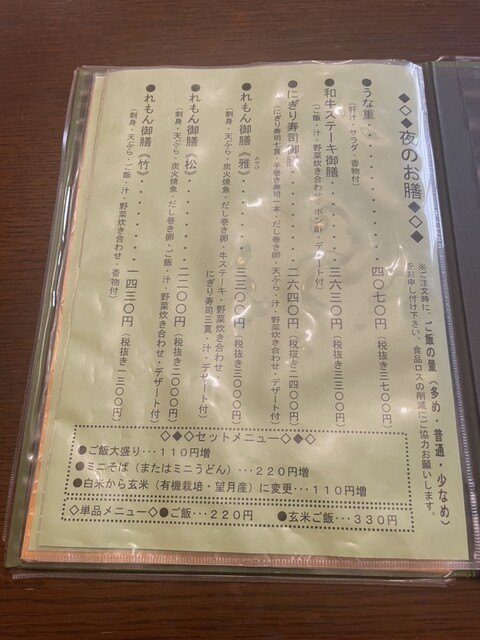 ◆◇◆夜のお膳◆◇◆
※ご注文時に、ご飯の量（多め・普通・少なめ）
をお申し付け下さい。食品ロスの削減にご協力お願いします。
●うな重・・・・・・・・・・・四〇七〇円（税抜き三七〇〇円）
（肝汁・サラダ・香物付）
●和牛ステーキ御膳・・・・・・三六三〇円（税抜き三三〇〇円）
（ご飯・汁・野菜炊き合わせ・ポン酢・デザート付）
●にぎり寿司御膳・・・・・・・二六四〇円（税抜き二四〇〇円）
（にぎり寿司七貫・手巻き寿司一本・だし巻き卵・天ぷら・汁・野菜炊き合わせ・デザート付）
●れもん御膳《雅》・・・・・・三三〇〇円（税抜き三〇〇〇円）
みやび
（刺身・天ぷら・炭火焼魚・だし巻き卵・牛ステーキ・野菜炊き合わせ
にぎり寿司三貫・汁・デザート付）
●れもん御膳《松》・・・・・・二二〇〇円（税抜き二〇〇〇円）
（刺身・天ぷら・炭火焼魚・だし巻き卵・ご飯・汁・野菜炊き合わせ・デザート付）
●れもん御膳《竹》・・・・・・一四三〇円（税抜き一三〇〇円）
（刺身・天ぷら・ご飯・汁・野菜炊き合わせ・香物付）
◇◆◇セットメニュー◇◆◇
●ご飯大盛り・・・110円増
●ミニそば（またはミニうどん）・・・220円増
●白米から玄米（有機栽培・望月産）に変更・・・110円増
◇単品メニュー◇●ご飯・・・220円　●玄米ご飯・・・330円